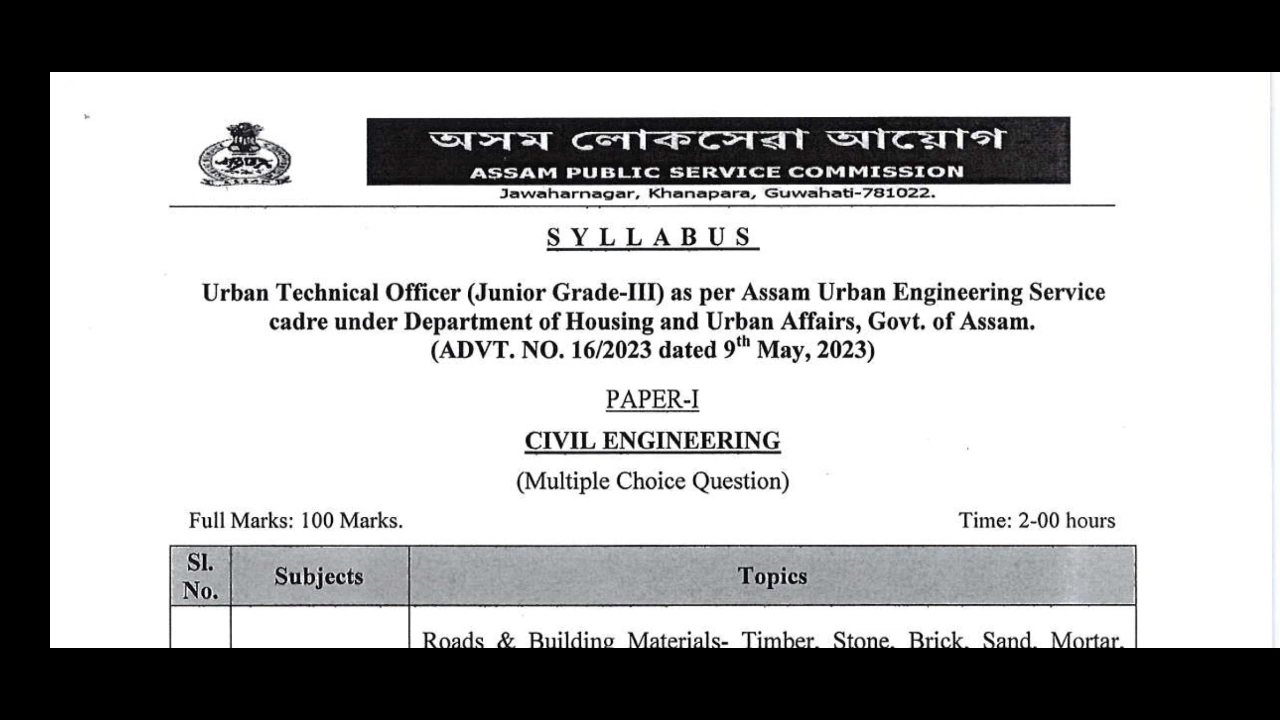 অসম লোকসেৱা আয়োগ
ASSAM PUBLIC SERVICE COMMISSION
Jawaharnagar, Khanapara, Guwahati-781022.
SYLLABUS
Urban Technical Officer (Junior Grade-III) as per Assam Urban Engineering Service
cadre under Department of Housing and Urban Affairs, Govt. of Assam.
(ADVT. NO. 16/2023 dated 9th May, 2023)
PAPER-I
CIVIL ENGINEERING
(Multiple Choice Question)
Full Marks: 100 Marks. Time: 2-00 hours
Sl. No. Subjects Topics
Roads & Building Materials- Timber, Stone, Brick, Sand, Mortar,